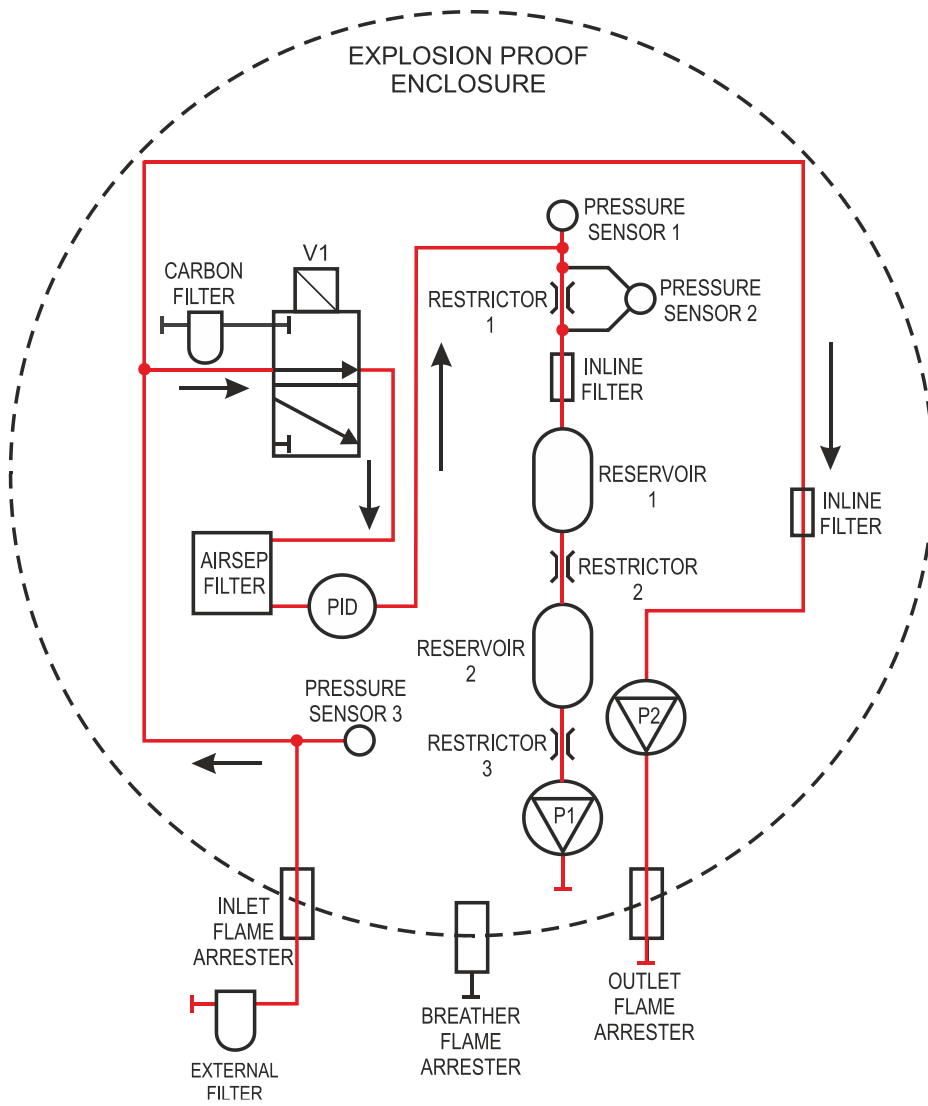 EXPLOSION PROOF
ENCLOSURE
PRESSURE
SENSOR 1
V1
CARBON
FILTER
RESTRICTOR
1
PRESSURE
SENSOR 2
INLINE
FILTER
RESERVOIR
1
INLINE
FILTER
AIRSEP
FILTER
PID
RESTRICTOR
2
RESERVOIR
2
PRESSURE
SENSOR 3
P2
RESTRICTOR
3
P1
INLET
FLAME
ARRESTER
OUTLET
FLAME
ARRESTER
BREATHER
FLAME
ARRESTER
EXTERNAL
FILTER